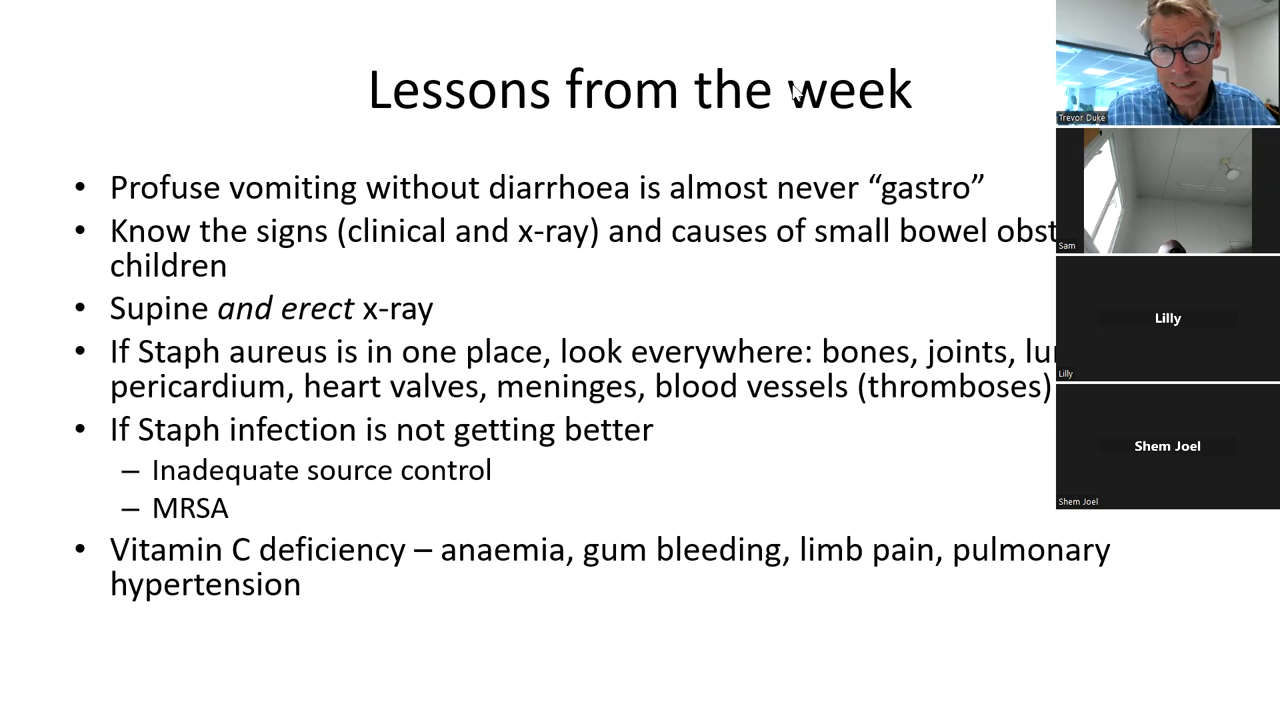 Lessons from the week
• Profuse vomiting without diarrhoea is almost never “gastro”
• Know the signs (clinical and x-ray) and causes of small bowel
children
• Supine and erect x-ray
• If Staph aureus is in one place, look everywhere: bones, joints,
pericardium, heart valves, meninges, blood vessels (thromboses)
• If Staph infection is not getting better
– Inadequate source control
– MRSA
• Vitamin C deficiency – anaemia, gum bleeding, limb pain, pulmonary
hypertension
Trevor Duke
Sam
Lilly
Lilly
Shem Joel
Shem Joel